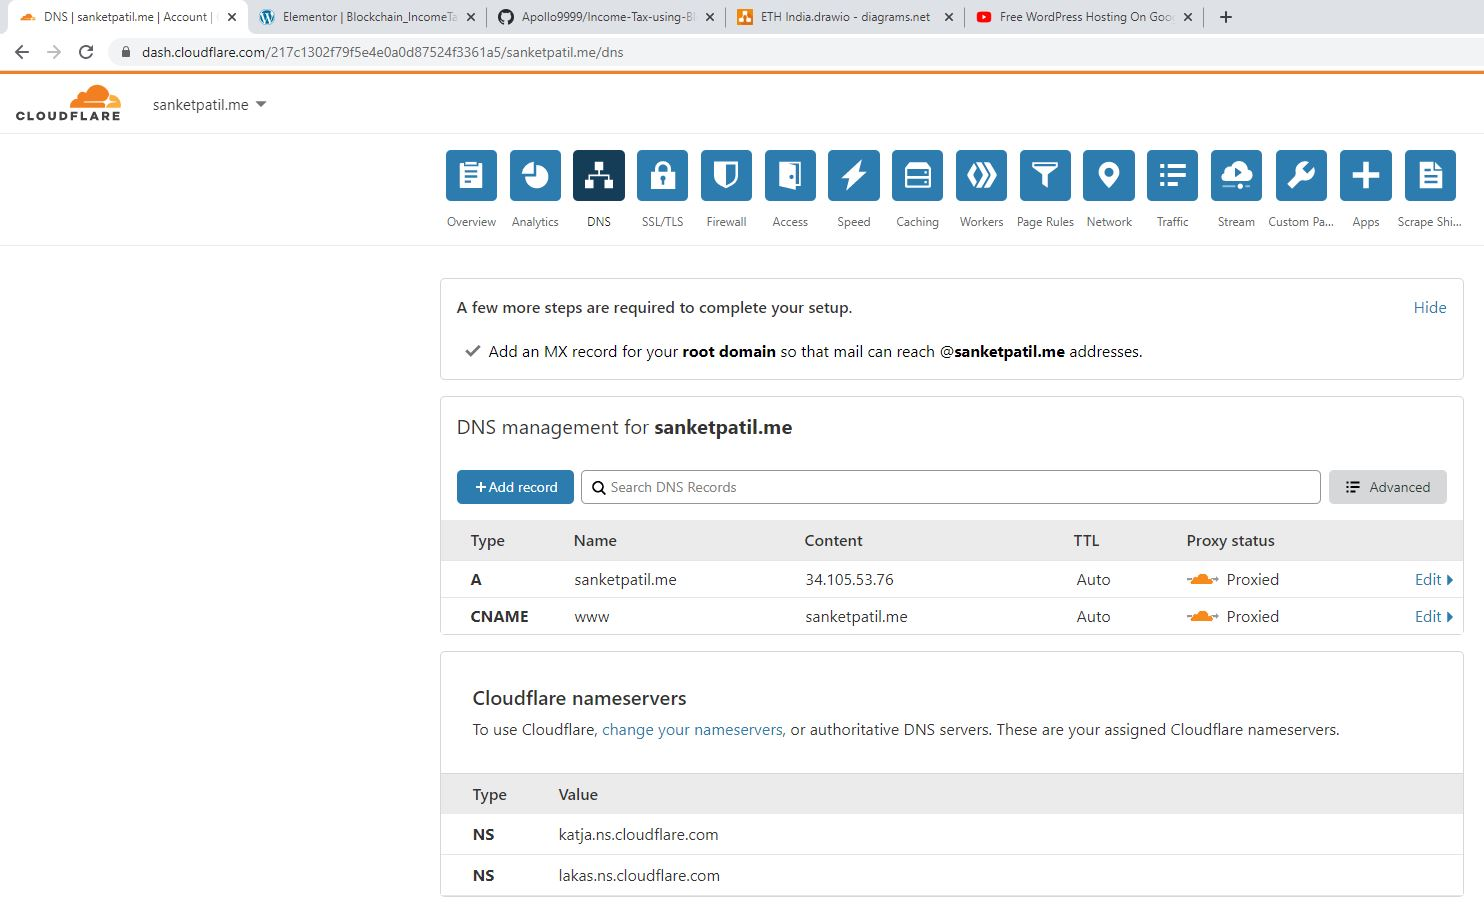 DNS | sanketpatil.me | Account |
Elementor | Blockchain_IncomeTa
Apollo9999/Income-Tax-using-Bl
ETH India.drawio - diagrams.net
Free WordPress Hosting On Goo
dash.cloudflare.com/217c1302f79f5e4e0a0d87524f3361a5/sanketpatil.me/dns
CLOUDFLARE
sanketpatil.me
Overview
Analytics
DNS
SSL/TLS
Firewall
Access
Speed
Caching
Workers
Page Rules
Network
Traffic
Stream
Custom Pa...
Apps
Scrape Shi...
A few more steps are required to complete your setup.
Hide
Add an MX record for your root domain so that mail can reach @sanketpatil.me addresses.
DNS management for sanketpatil.me
+Add record
Search DNS Records
Advanced
Type Name Content TTL Proxy status
A sanketpatil.me 34.105.53.76 Auto Proxied Edit
CNAME www sanketpatil.me Auto Proxied Edit
Cloudflare nameservers
To use Cloudflare, change your nameservers, or authoritative DNS servers. These are your assigned Cloudflare nameservers.
Type Value
NS katja.ns.cloudflare.com
NS lakas.ns.cloudflare.com